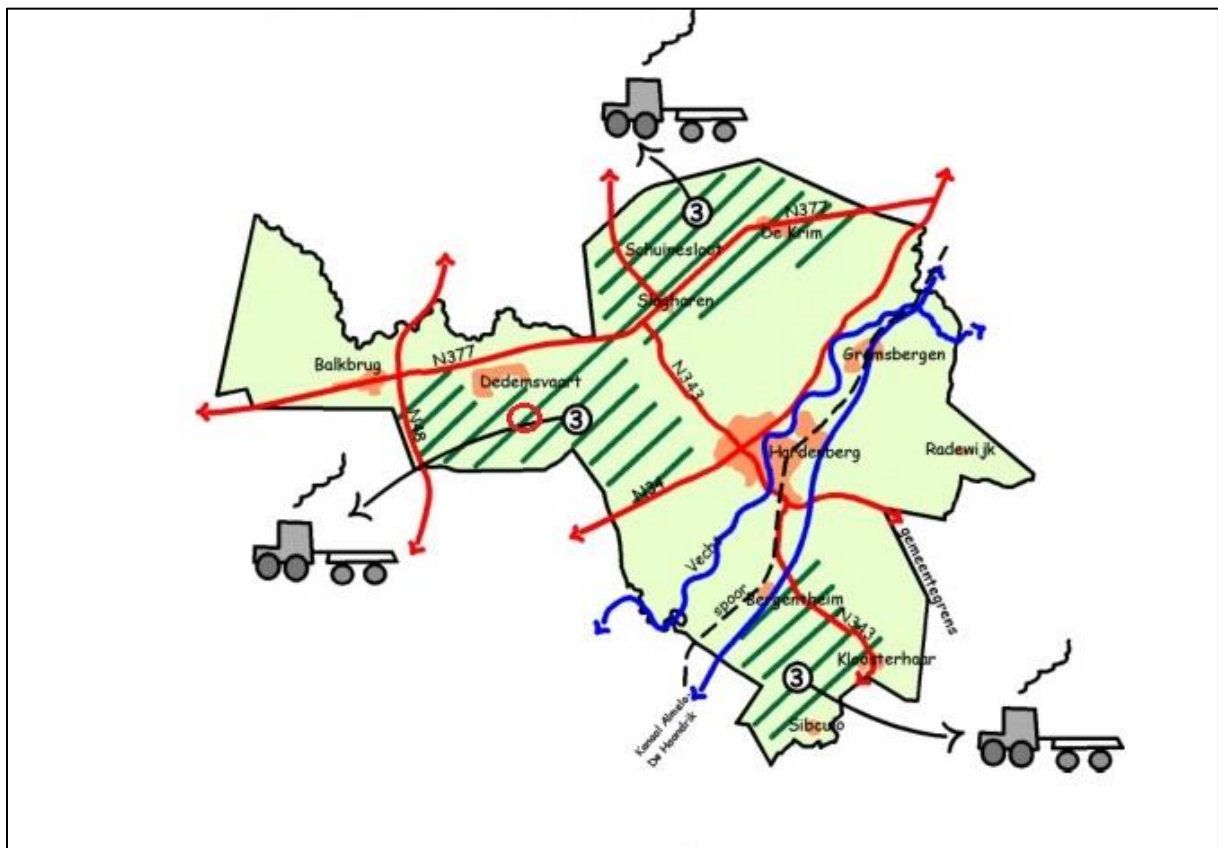 3
N377
De Krim
Schuinesloot
Slagharen
Gramsbergen
Balkbrug
N377
Dedemsvaart
N343
3
N48
Hardenberg
Radewijk
N34
gemeentegrens
Vecht
spoor
Bergentheim
N343
Kloosterhaar
3
Sibculo
Kanaal Almelo-
De Haandrik